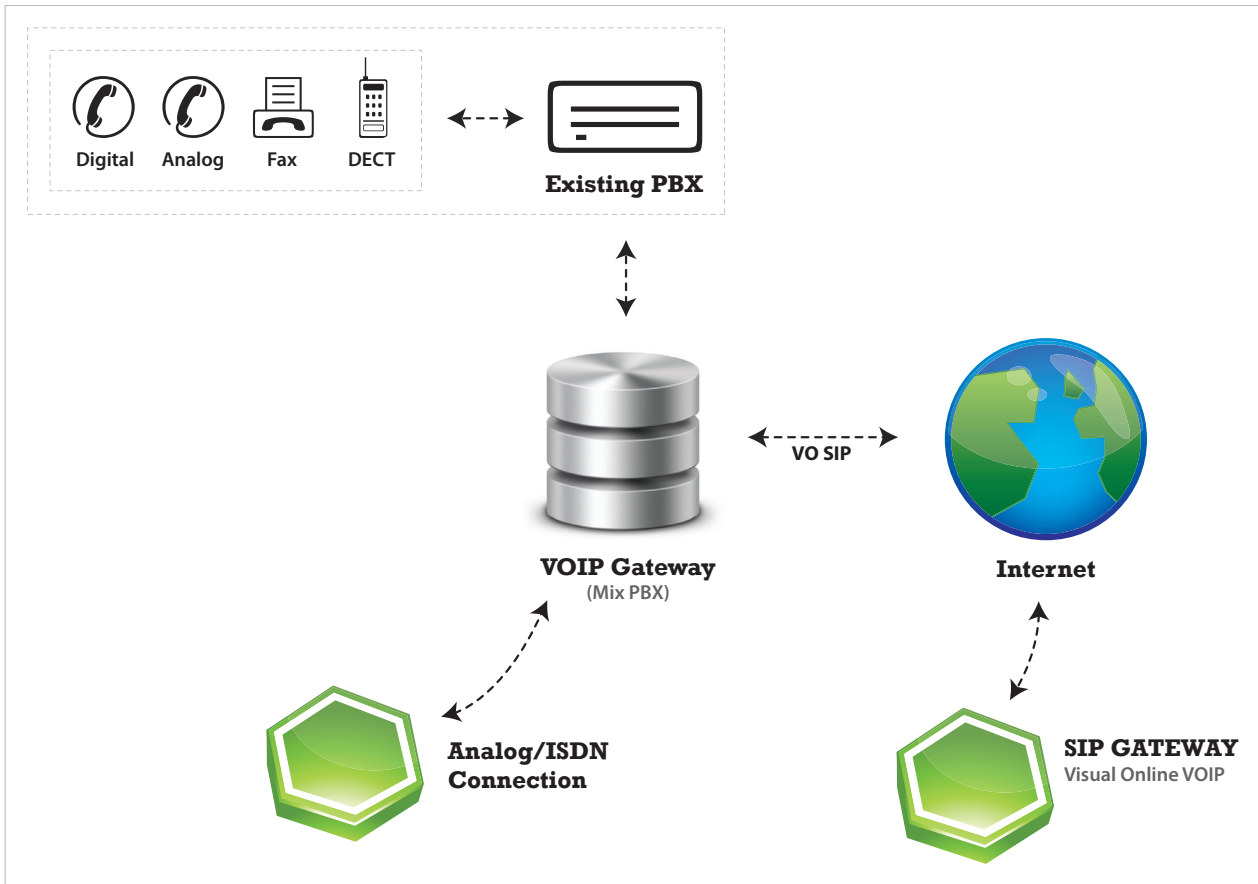 Digital
Analog
Fax
DECT
Existing PBX
VO SIP
VOIP Gateway
(Mix PBX)
Internet
Analog/ISDN
Connection
SIP GATEWAY
Visual Online VOIP